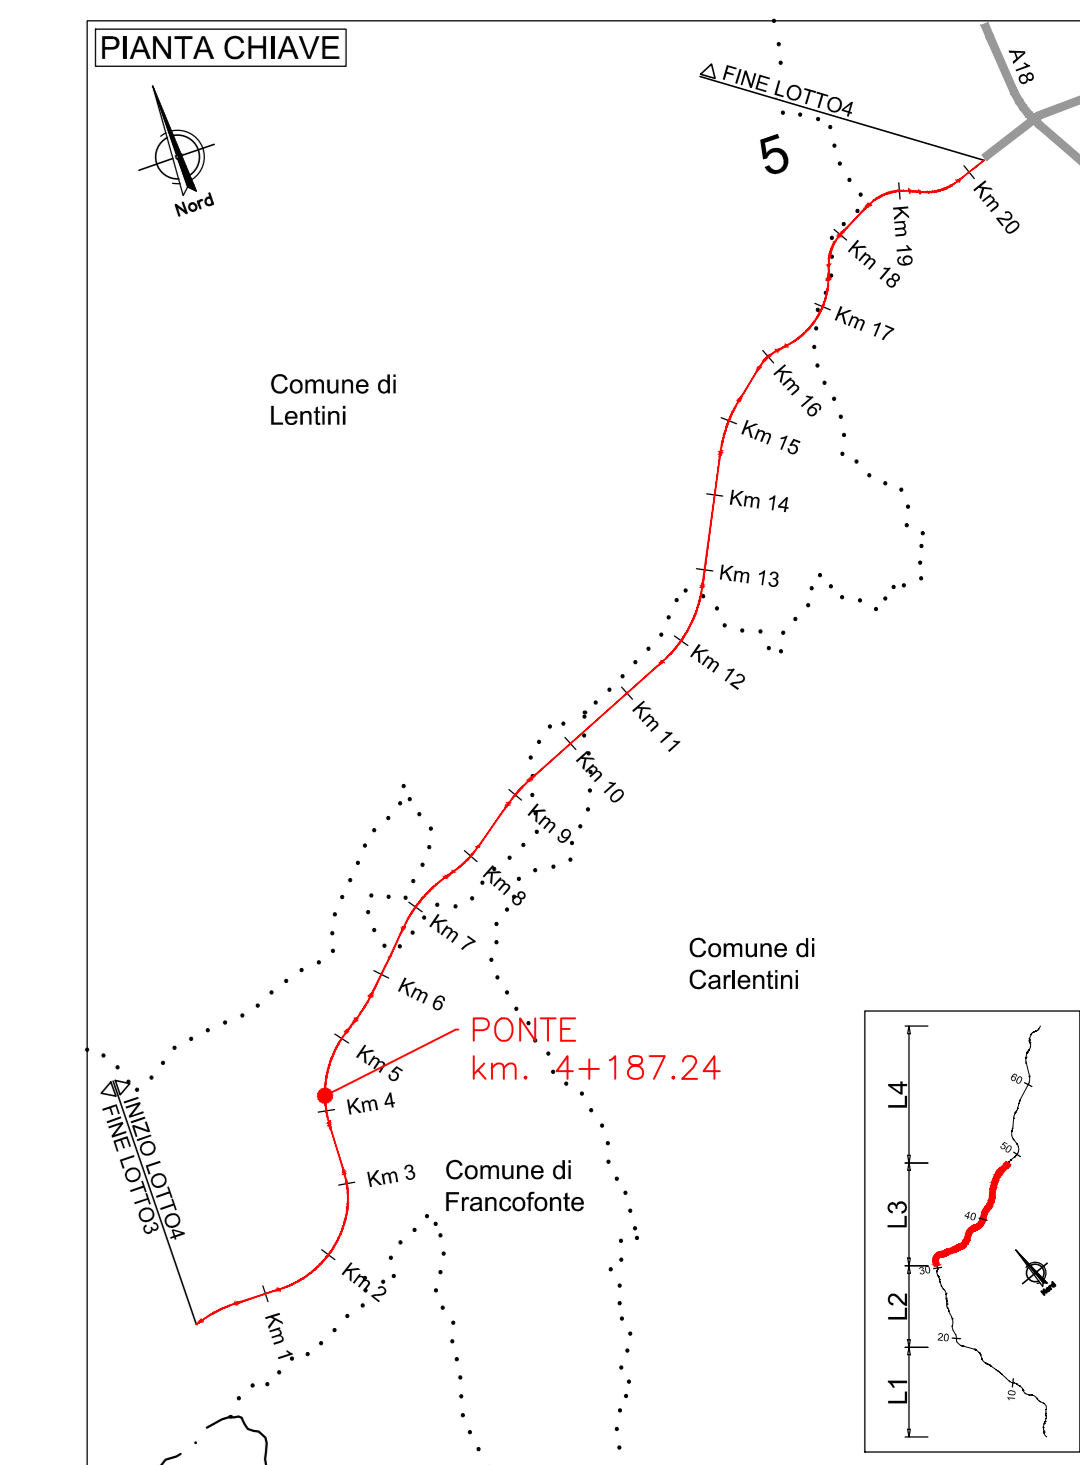 PIANTA CHIAVE
Nord
FINE LOTTO4
A18
5
Km 20
Km 19
Km 18
Km 17
Km 16
Km 15
Km 14
Km 13
Km 12
Km 11
Km 10
Km 9
Km 8
Km 7
Km 6
Km 5
Km 4
Km 3
Km 2
Km 1
Comune di
Lentini
Comune di
Carlentini
PONTE
km. 4+187.24
Comune di
Francofonte
INIZIO LOTTO4
FINE LOTTO3
L4
L3
L2
L1
60
50
40
30
20
10
Nord